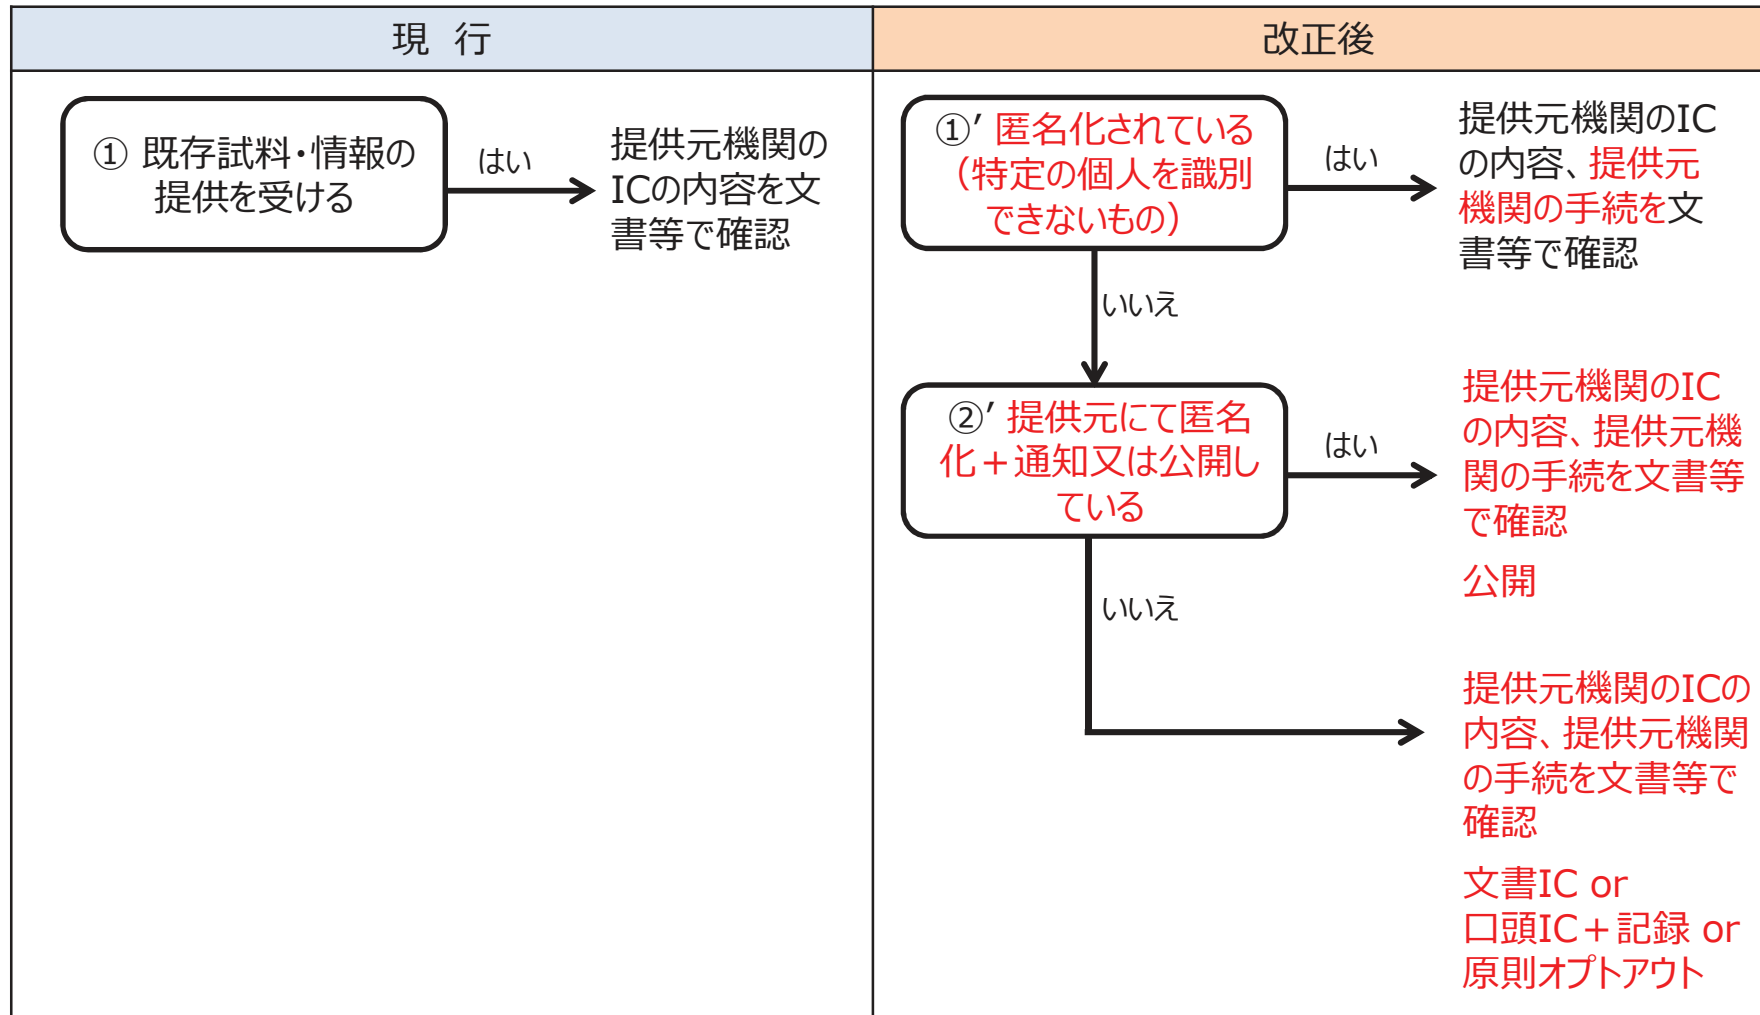 現 行
改正後
① 既存試料・情報の
提供を受ける
はい
提供元機関の
ICの内容を文
書等で確認
①’ 匿名化されている
（特定の個人を識別
できないもの）
はい
提供元機関のIC
の内容、提供元
機関の手続を文
書等で確認
いいえ
②’ 提供元にて匿名
化＋通知又は公開し
ている
はい
提供元機関のIC
の内容、提供元機
関の手続を文書等
で確認
公開
いいえ
提供元機関のICの
内容、提供元機関
の手続を文書等で
確認
文書IC or
口頭IC＋記録 or
原則オプトアウト